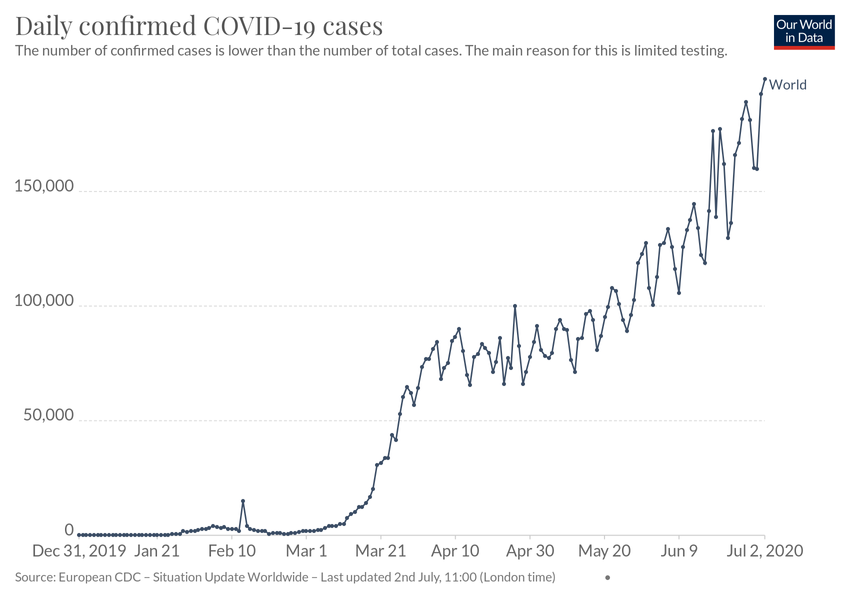 Daily confirmed COVID-19 cases
The number of confirmed cases is lower than the number of total cases. The main reason for this is limited testing.
Our World
in Data
World
150,000
100,000
50,000
0
Dec 31, 2019 Jan 21 Feb 10 Mar 1 Mar 21 Apr 10 Apr 30 May 20 Jun 9 Jul 2, 2020
Source: European CDC – Situation Update Worldwide – Last updated 2nd July, 11:00 (London time) •